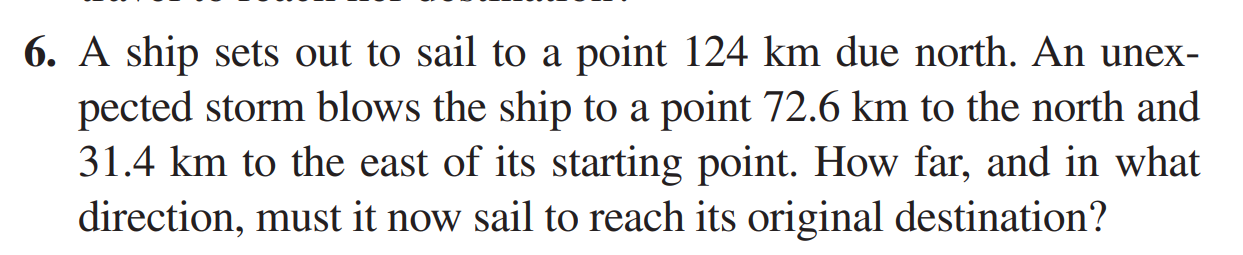 6. A ship sets out to sail to a point 124 km due north. An unex-
pected storm blows the ship to a point 72.6 km to the north and
31.4 km to the east of its starting point. How far, and in what
direction, must it now sail to reach its original destination?